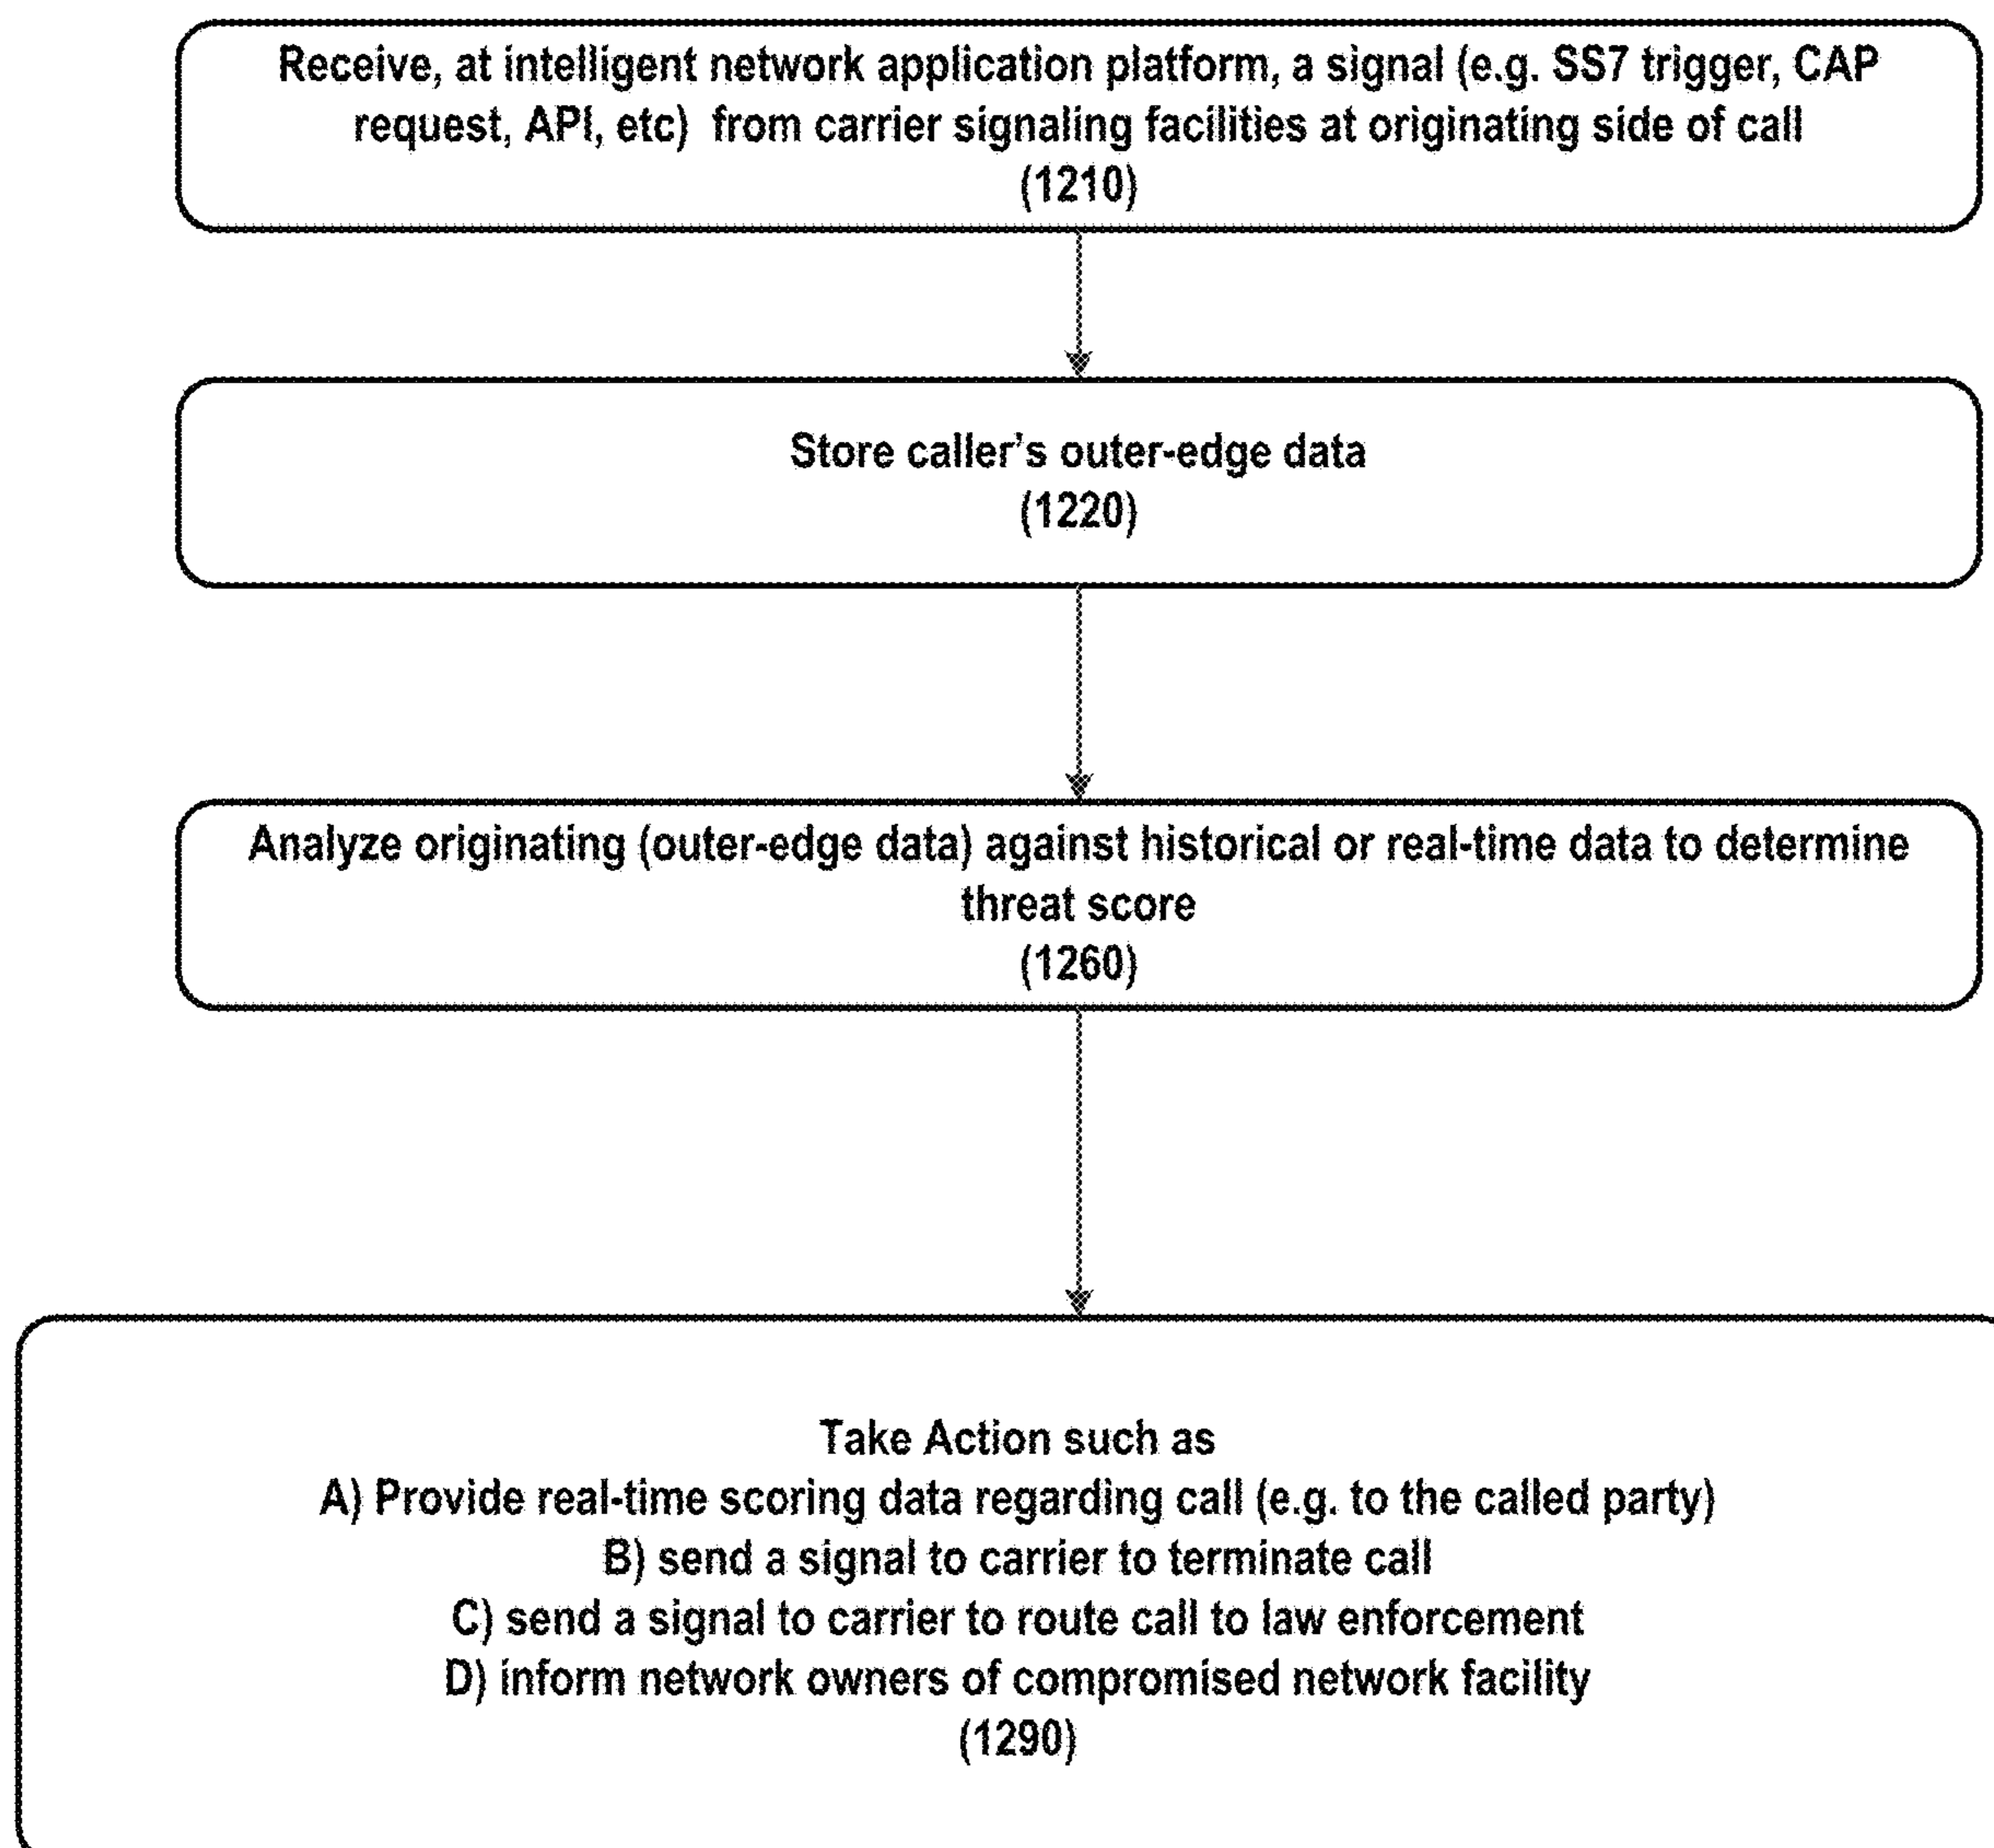 Receive, at intelligent network application platform, a signal (e.g. SS7 trigger, CAP
request, API, etc) from carrier signaling facilities at originating side of call
(1210)
Store caller's outer-edge data
(1220)
Analyze originating (outer-edge data) against historical or real-time data to determine
threat score
(1260)
Take Action such as
A) Provide real-time scoring data regarding call (e.g. to the called party)
B) send a signal to carrier to terminate call
C) send a signal to carrier to route call to law enforcement
D) inform network owners of compromised network facility
(1290)